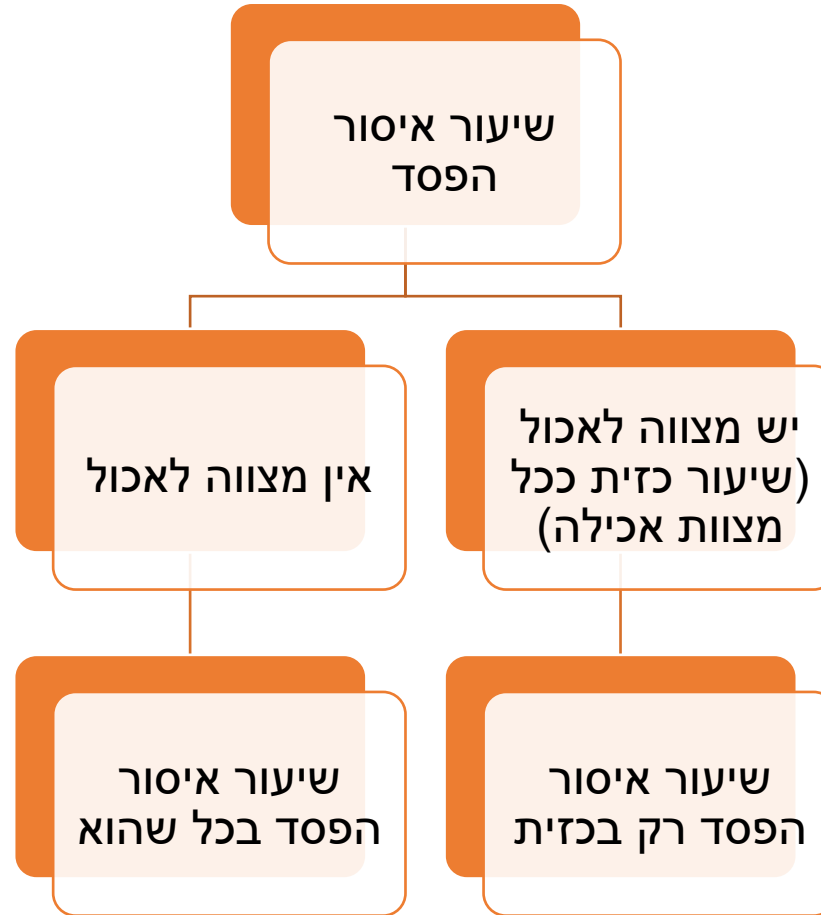 שיעור איסור
הפסד
יש מצווה לאכול
(שיעור כזית ככל
מצוות אכילה)
אין מצווה לאכול
שיעור איסור
הפסד רק בכזית
שיעור איסור
הפסד בכל שהוא